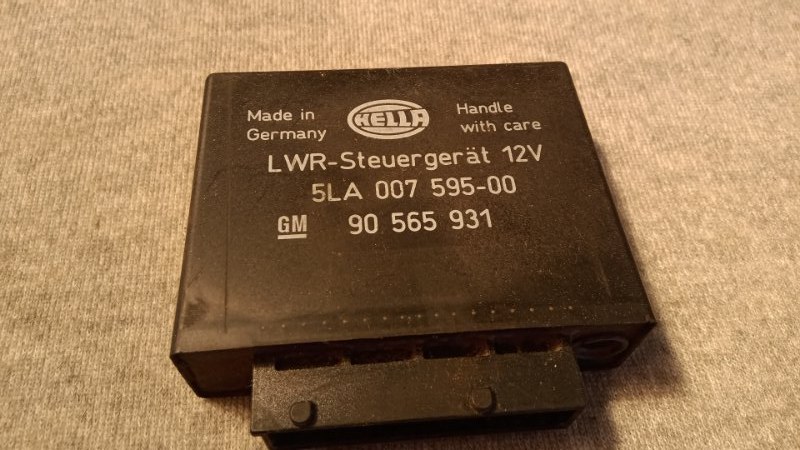 Made in
Germany
HELLA
Handle
with care
LWR-Steuergerät 12V
5LA 007 595-00
GM 90 565 931